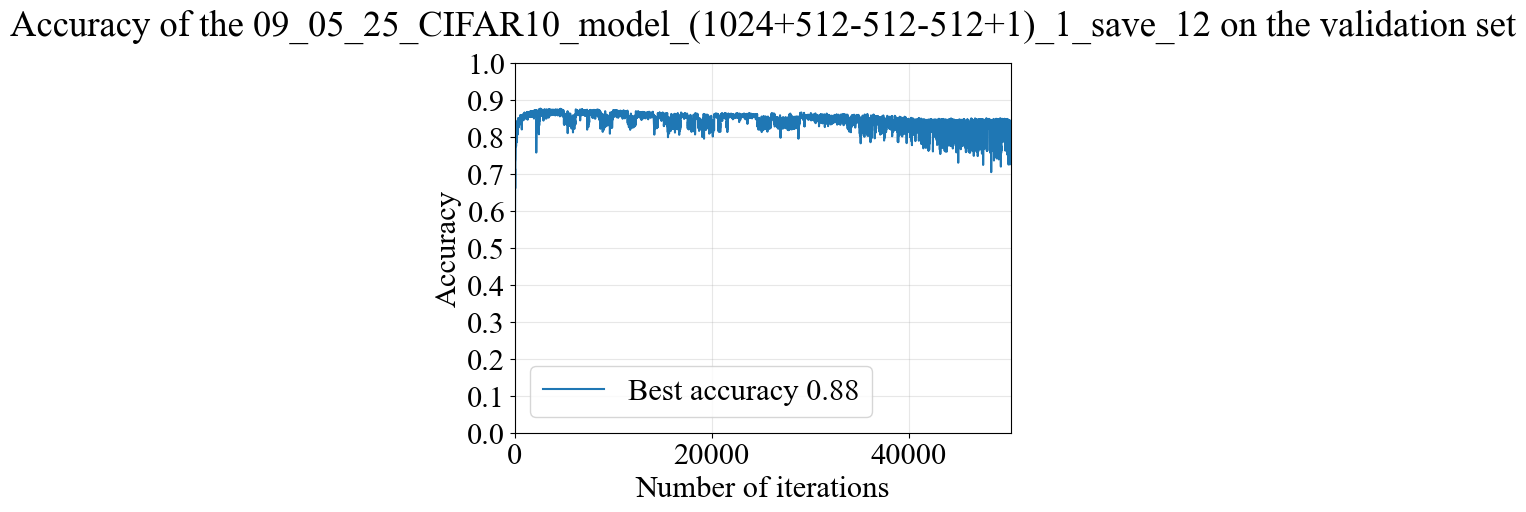 Accuracy of the 09_05_25_CIFAR10_model_(1024+512-512-512+1)_1_save_12 on the validation set
1.0
0.9
0.8
0.7
0.6
0.5
0.4
0.3
0.2
0.1
0.0
Accuracy
Best accuracy 0.88
0 20000 40000
Number of iterations